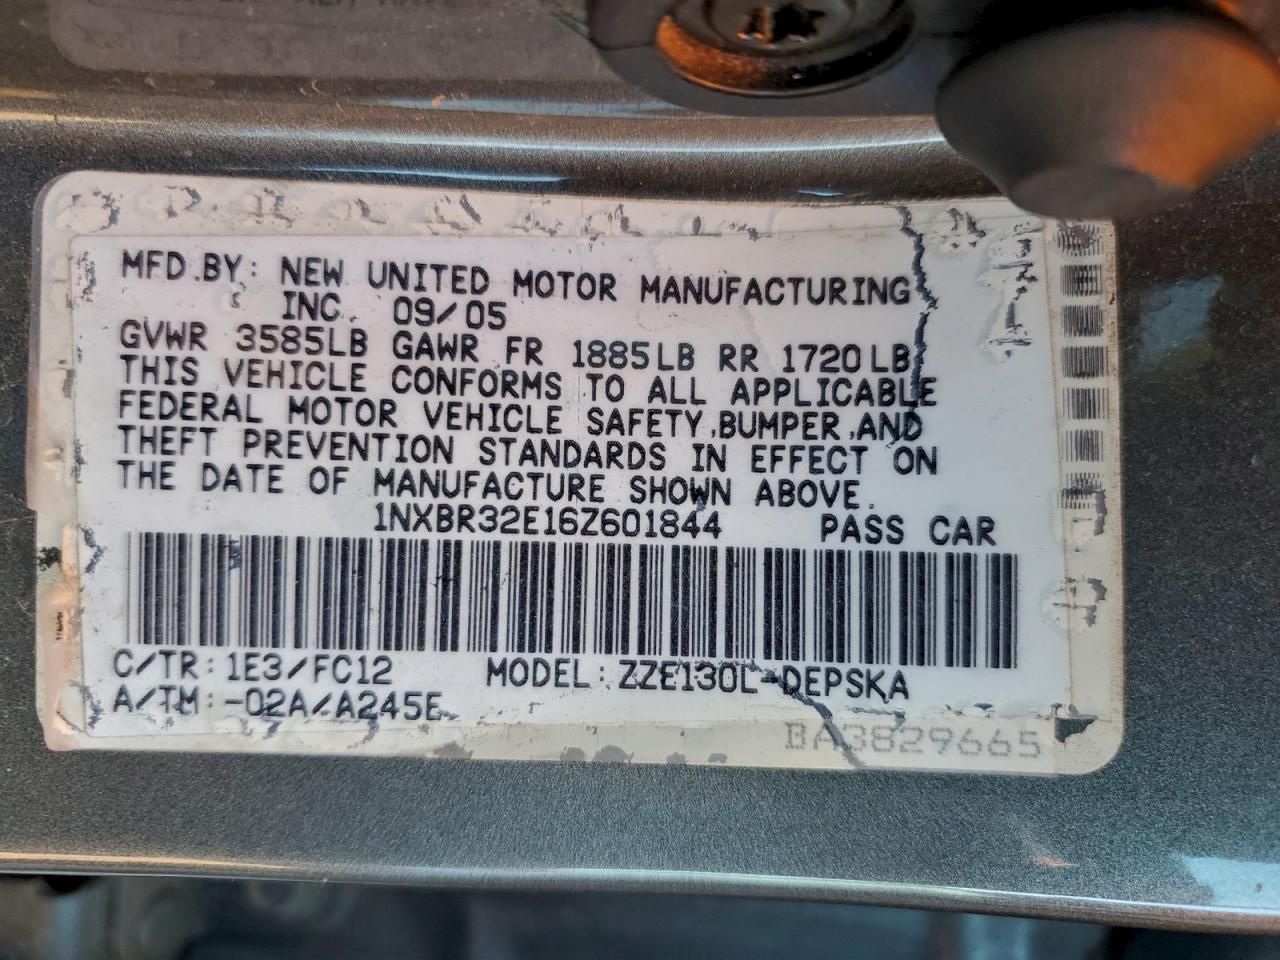 MFD.BY: NEW UNITED MOTOR MANUFACTURING
INC. 09/05
GVWR 3585LB GAWR FR 1885LB RR 1720LB
THIS VEHICLE CONFORMS TO ALL APPLICABLE
FEDERAL MOTOR VEHICLE SAFETY,BUMPER,AND
THEFT PREVENTION STANDARDS IN EFFECT ON
THE DATE OF MANUFACTURE SHOWN ABOVE.
1NXBR32E16Z601844 PASS CAR
C/TR: 1E3/FC12 MODEL: ZZE130L-DEPSKA
A/TM: -02A/A245E
BA3829665